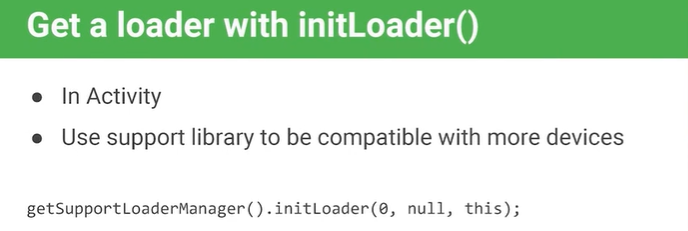 Get a loader with initLoader()
● In Activity
● Use support library to be compatible with more devices
getSupportLoaderManager().initLoader(0, null, this);